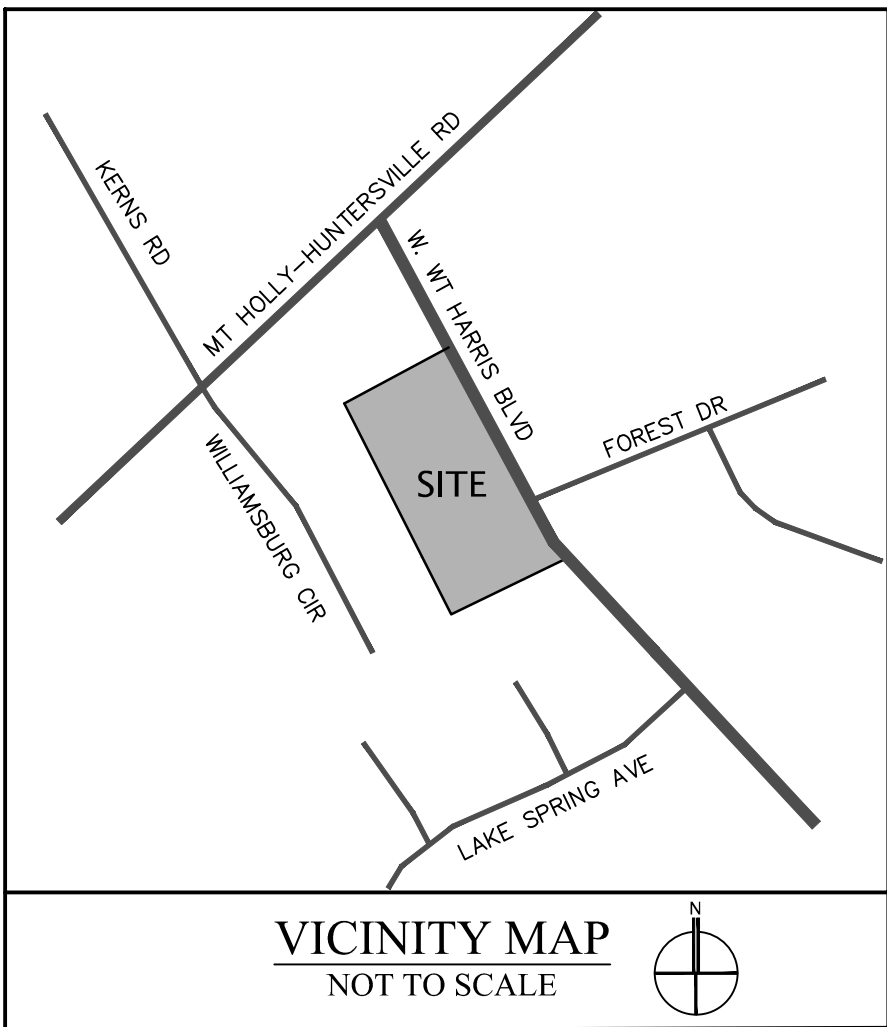 KERNS RD
MT HOLLY-HUNTERSVILLE RD
W. WT HARRIS BLVD
FOREST DR
SITE
WILLIAMSBURG CIR
LAKE SPRING AVE
VICINITY MAP
NOT TO SCALE
N